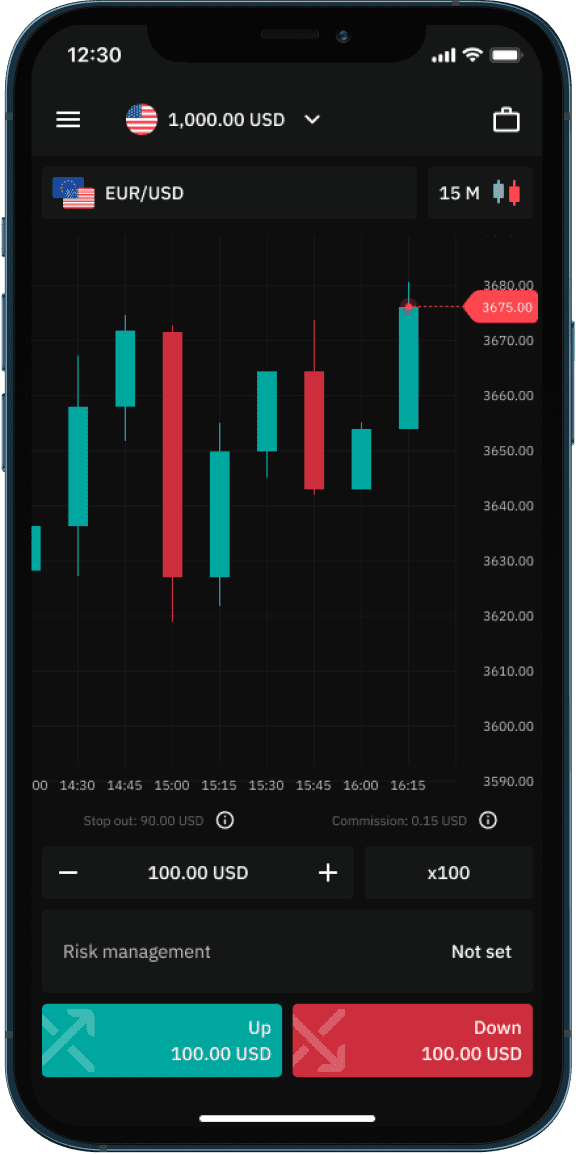 12:30
1,000.00 USD
EUR/USD
15 M
3680.00
3675.00
3670.00
3660.00
3650.00
3640.00
3630.00
3620.00
3610.00
3600.00
3590.00
00 14:30 14:45 15:00 15:15 15:30 15:45 16:00 16:15
Stop out: 90.00 USD
Commission: 0.15 USD
− 100.00 USD +
x100
Risk management
Not set
Up
100.00 USD
Down
100.00 USD